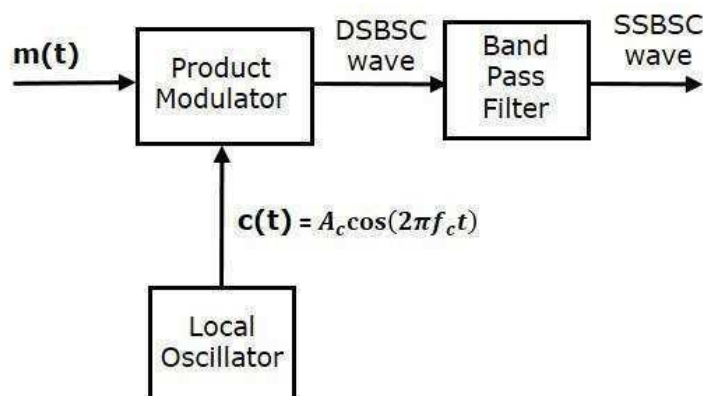 m(t)
Product
Modulator
DSBSC
wave
Band
Pass
Filter
SSBSC
wave
c(t) = A_c cos(2πf_c t)
Local
Oscillator